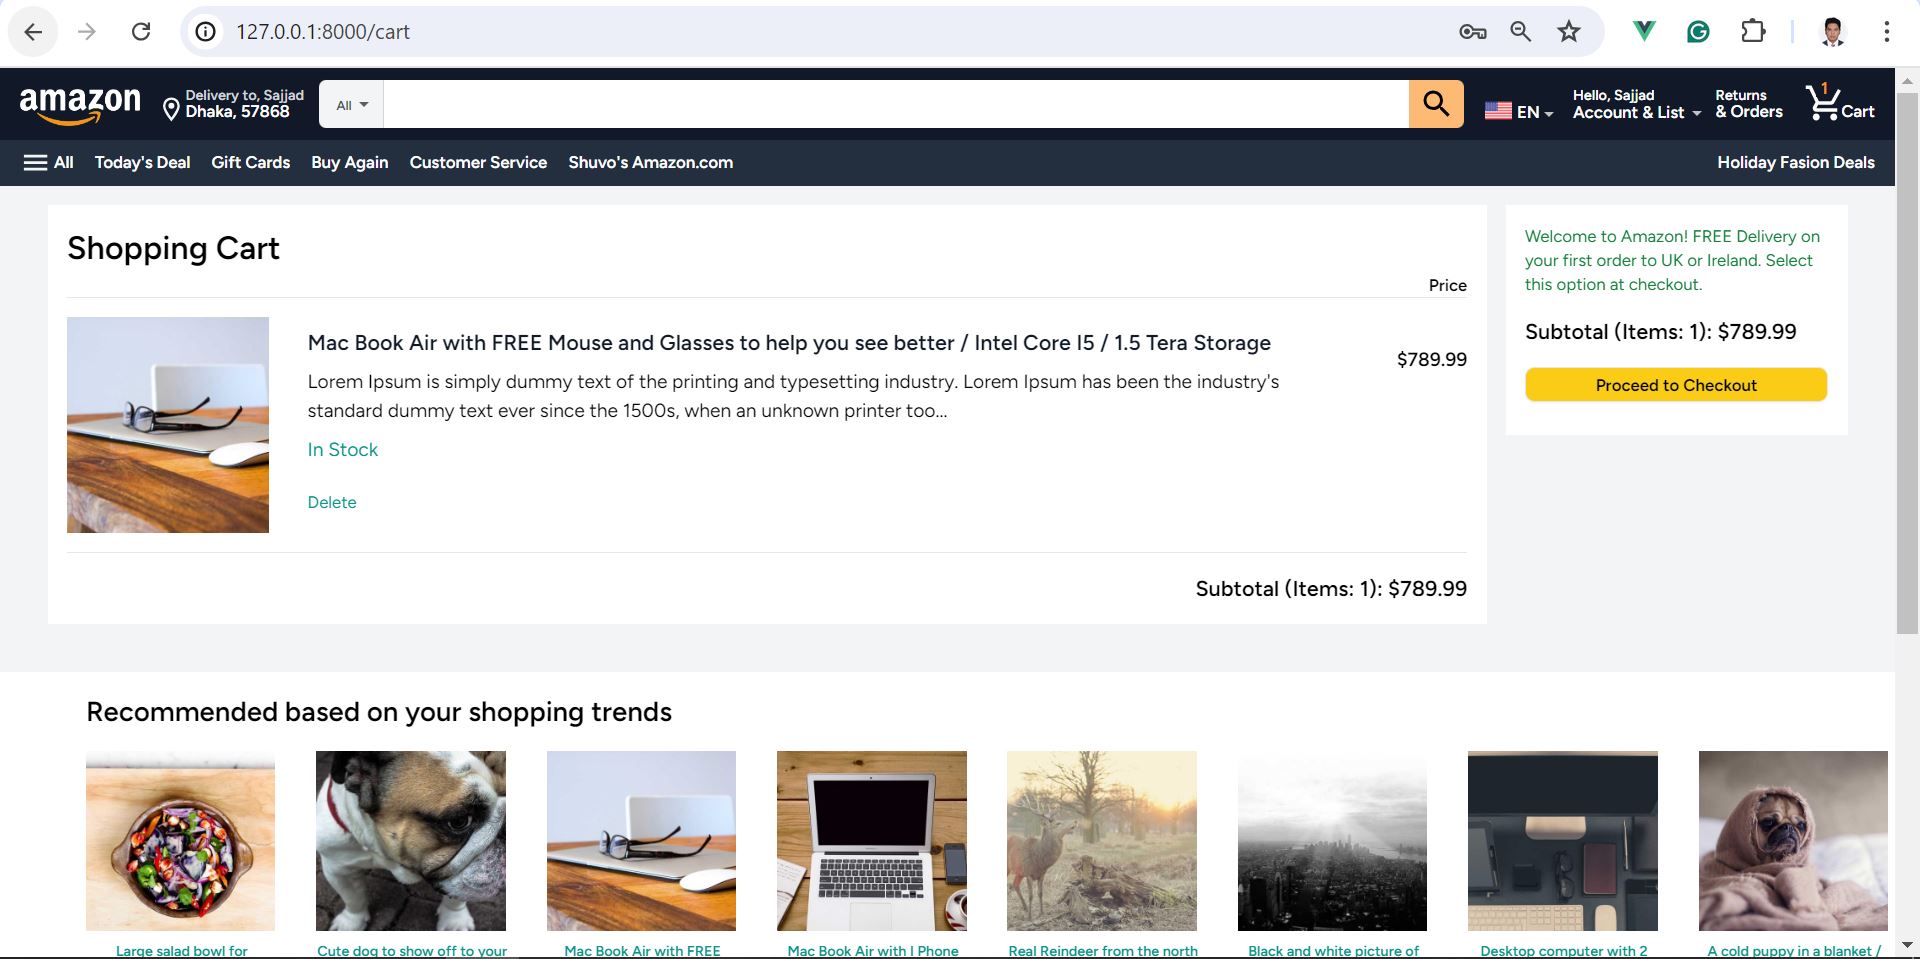 127.0.0.1:8000/cart
amazon
Delivery to, Sajjad
Dhaka, 57868
All
EN
Hello, Sajjad
Account & List
Returns
& Orders
1
Cart
All
Today's Deal
Gift Cards
Buy Again
Customer Service
Shuvo's Amazon.com
Holiday Fasion Deals
Shopping Cart
Price
Mac Book Air with FREE Mouse and Glasses to help you see better / Intel Core I5 / 1.5 Tera Storage
$789.99
Lorem Ipsum is simply dummy text of the printing and typesetting industry. Lorem Ipsum has been the industry's
standard dummy text ever since the 1500s, when an unknown printer too...
In Stock
Delete
Subtotal (Items: 1): $789.99
Welcome to Amazon! FREE Delivery on
your first order to UK or Ireland. Select
this option at checkout.
Subtotal (Items: 1): $789.99
Proceed to Checkout
Recommended based on your shopping trends
Large salad bowl for
Cute dog to show off to your
Mac Book Air with FREE
Mac Book Air with I Phone
Real Reindeer from the north
Black and white picture of
Desktop computer with 2
A cold puppy in a blanket /